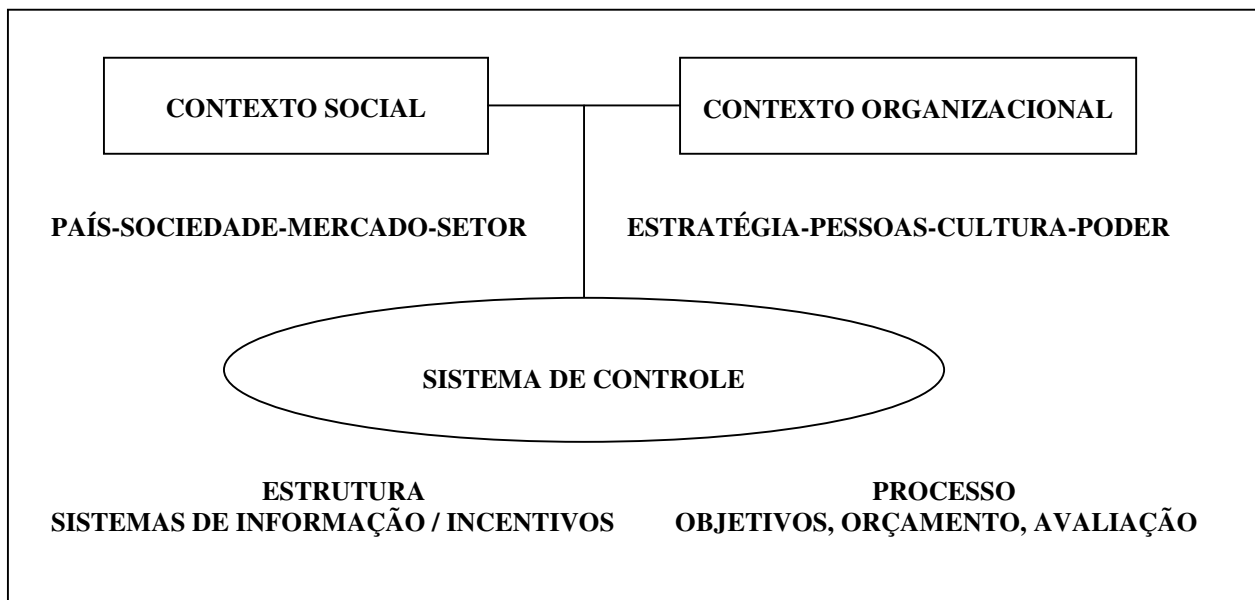 CONTEXTO SOCIAL
CONTEXTO ORGANIZACIONAL
PAÍS-SOCIEDADE-MERCADO-SETOR
ESTRATÉGIA-PESSOAS-CULTURA-PODER
SISTEMA DE CONTROLE
ESTRUTURA
SISTEMAS DE INFORMAÇÃO / INCENTIVOS
PROCESSO
OBJETIVOS, ORÇAMENTO, AVALIAÇÃO